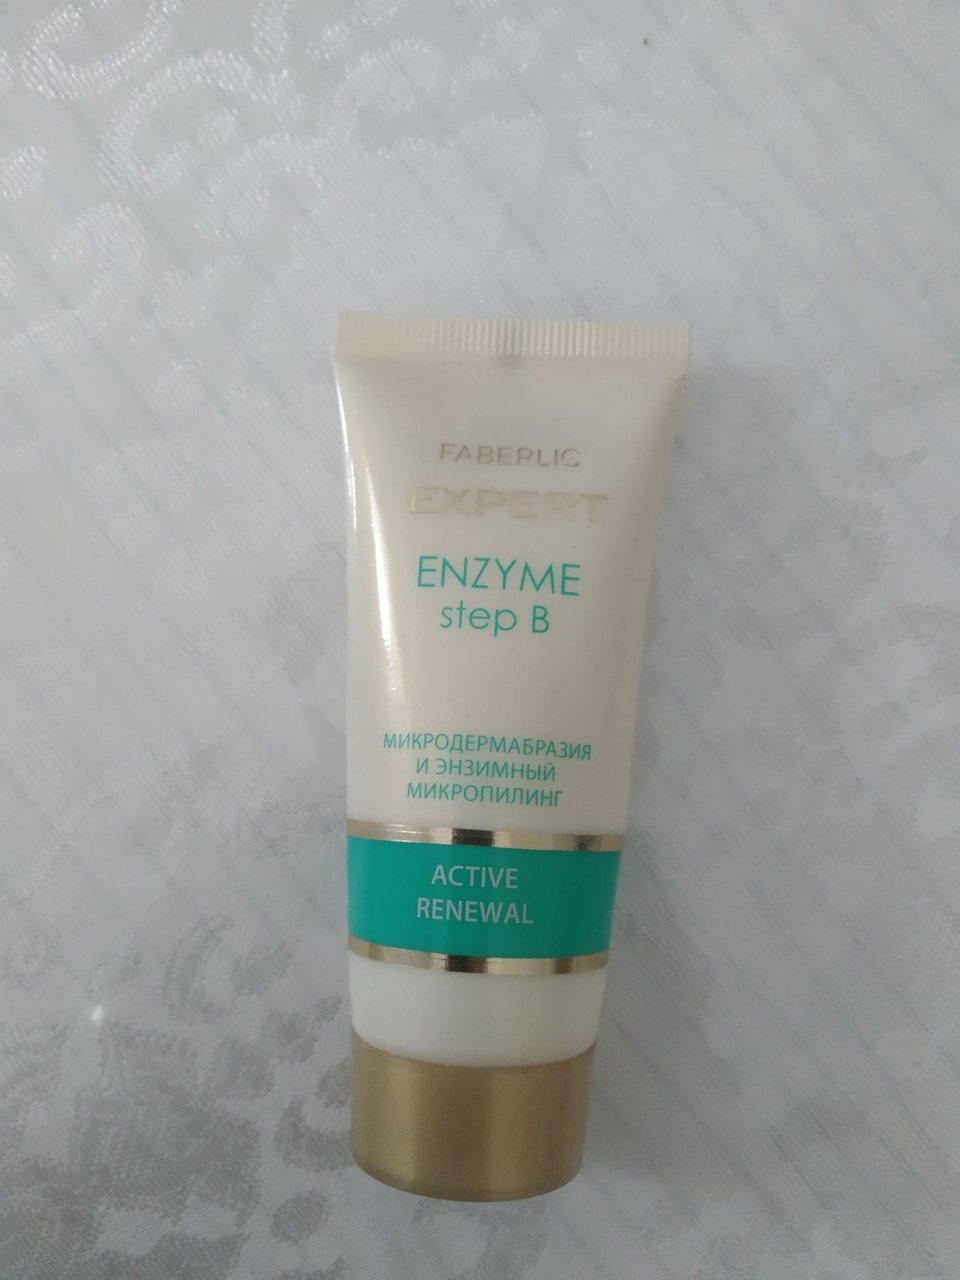 FABERLIC
EXPERT
ENZYME
step B
МИКРОДЕРМАБРАЗИЯ
И ЭНЗИМНЫЙ
МИКРОПИЛИНГ
ACTIVE
RENEWAL